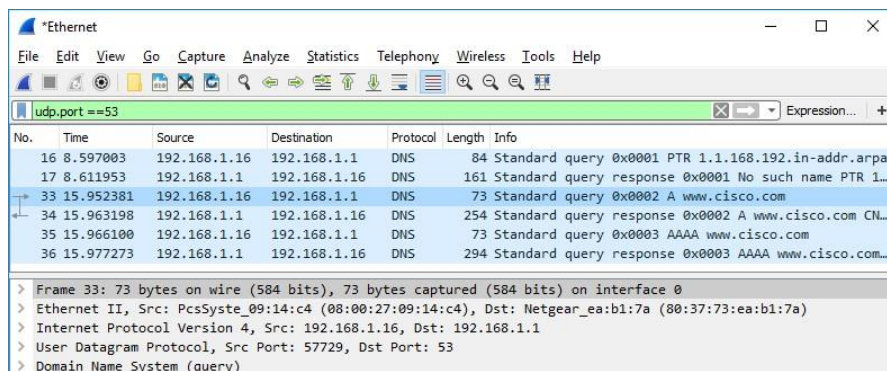 *Ethernet
File Edit View Go Capture Analyze Statistics Telephony Wireless Tools Help
udp.port ==53
Expression... +
No. Time Source Destination Protocol Length Info
16 8.597003 192.168.1.16 192.168.1.1 DNS 84 Standard query 0x0001 PTR 1.1.168.192.in-addr.arpa
17 8.611953 192.168.1.1 192.168.1.16 DNS 161 Standard query response 0x0001 No such name PTR 1…
33 15.952381 192.168.1.16 192.168.1.1 DNS 73 Standard query 0x0002 A www.cisco.com
34 15.963198 192.168.1.1 192.168.1.16 DNS 254 Standard query response 0x0002 A www.cisco.com CN…
35 15.966100 192.168.1.16 192.168.1.1 DNS 73 Standard query 0x0003 AAAA www.cisco.com
36 15.977273 192.168.1.1 192.168.1.16 DNS 294 Standard query response 0x0003 AAAA www.cisco.com…
> Frame 33: 73 bytes on wire (584 bits), 73 bytes captured (584 bits) on interface 0
> Ethernet II, Src: PcsSyste_09:14:c4 (08:00:27:09:14:c4), Dst: Netgear_ea:b1:7a (80:37:73:ea:b1:7a)
> Internet Protocol Version 4, Src: 192.168.1.16, Dst: 192.168.1.1
> User Datagram Protocol, Src Port: 57729, Dst Port: 53
> Domain Name System (query)